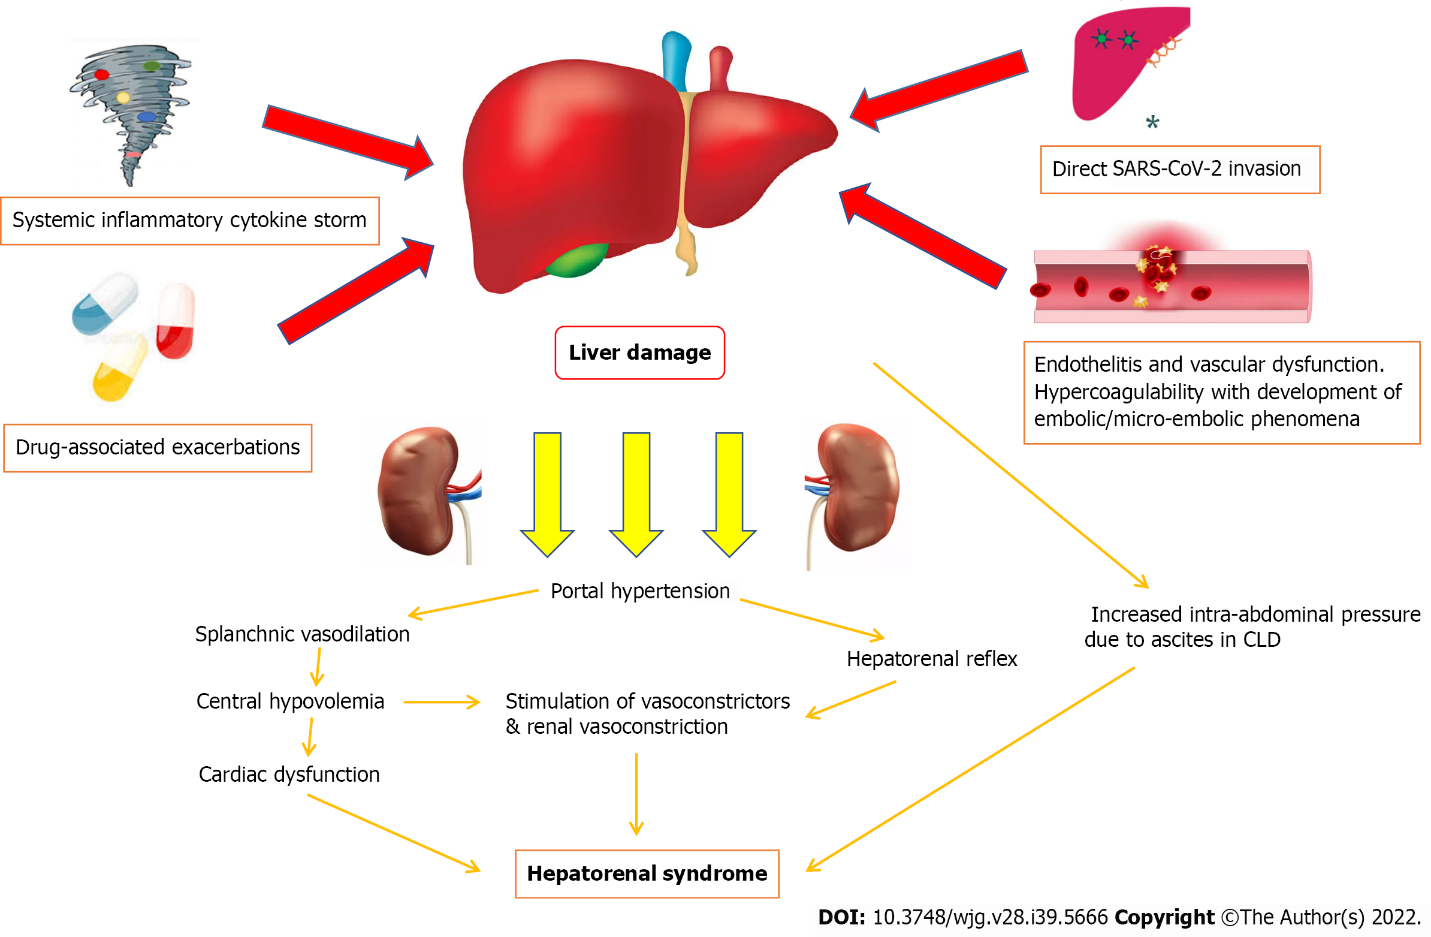 Systemic inflammatory cytokine storm
Drug-associated exacerbations
*
Direct SARS-CoV-2 invasion
Endothelitis and vascular dysfunction.
Hypercoagulability with development of
embolic/micro-embolic phenomena
Liver damage
Portal hypertension
Splanchnic vasodilation
Hepatorenal reflex
Increased intra-abdominal pressure
due to ascites in CLD
Central hypovolemia
Stimulation of vasoconstrictors
& renal vasoconstriction
Cardiac dysfunction
Hepatorenal syndrome
DOI: 10.3748/wjg.v28.i39.5666 Copyright ©The Author(s) 2022.